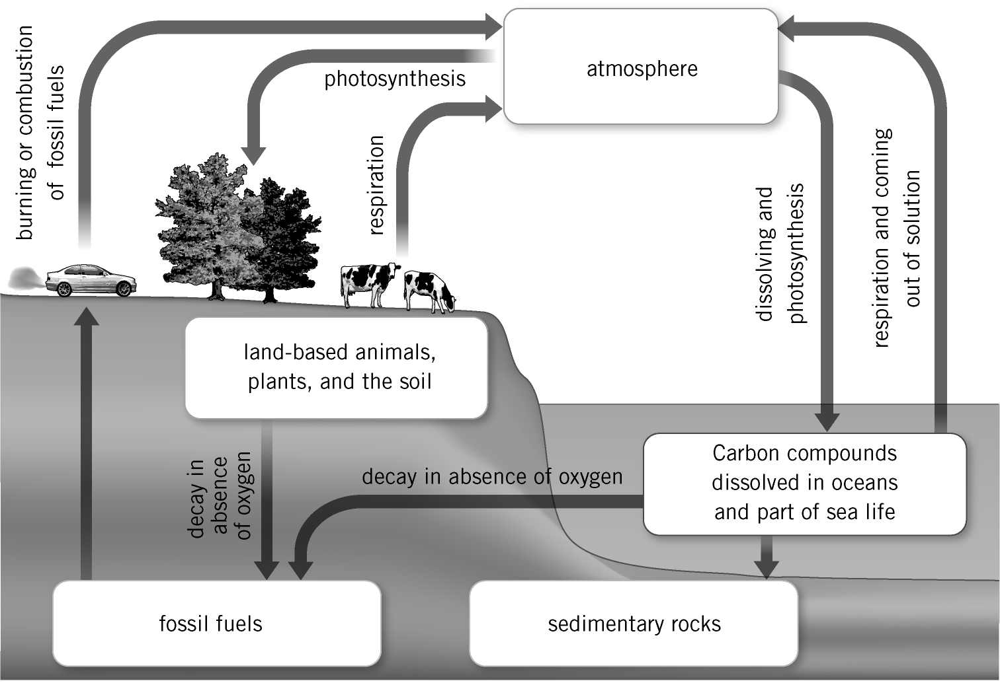 burning or combustion
of fossil fuels
photosynthesis
atmosphere
respiration
dissolving and
photosynthesis
respiration and coming
out of solution
land-based animals,
plants, and the soil
decay in
absence
of oxygen
decay in absence of oxygen
Carbon compounds
dissolved in oceans
and part of sea life
fossil fuels
sedimentary rocks